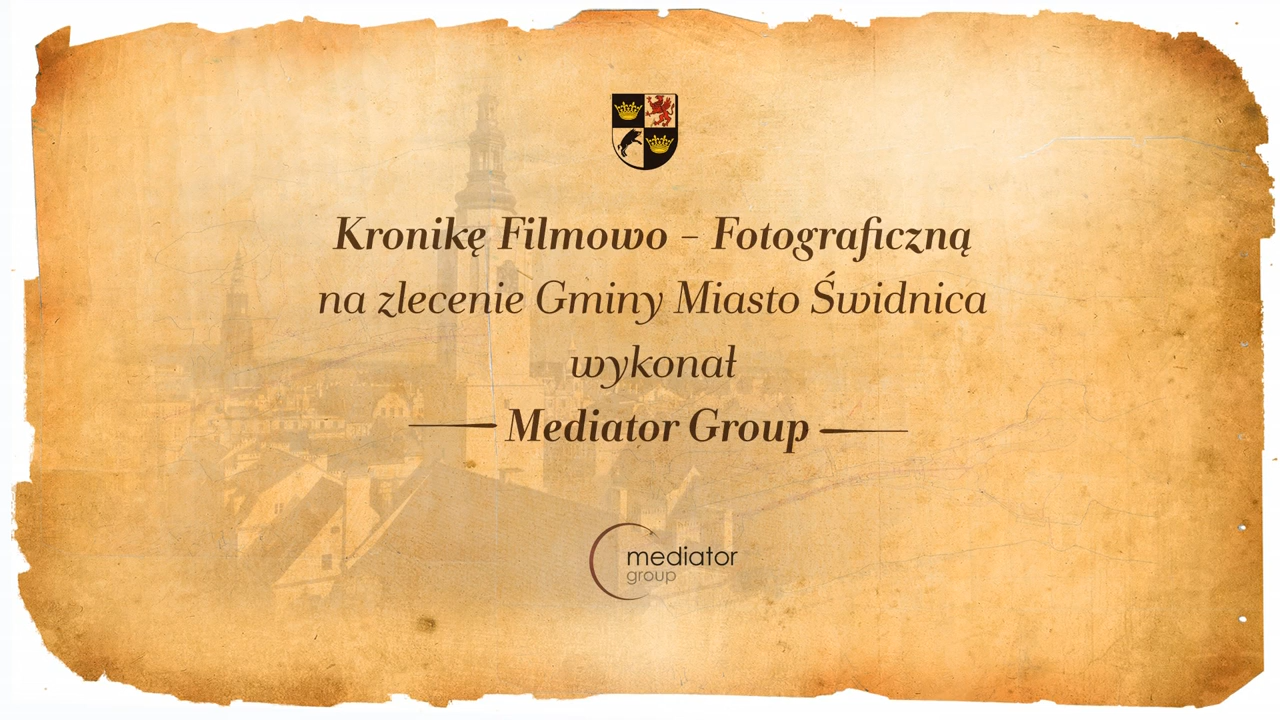 Kronikę Filmowo – Fotograficzną
na zlecenie Gminy Miasto Świdnica
wykonał
Mediator Group
mediator
group